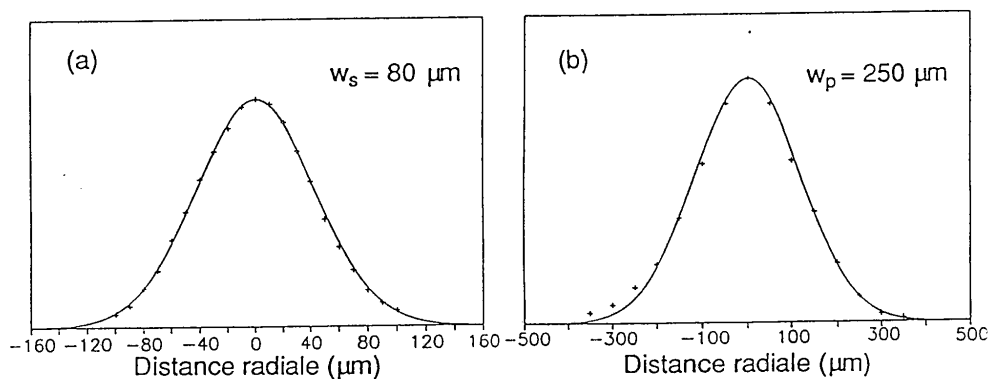 (a)
w_s = 80 µm
−160 −120 −80 −40 0 40 80 120 160
Distance radiale (µm)
(b)
w_p = 250 µm
−500 −300 −100 100 300 500
Distance radiale (µm)